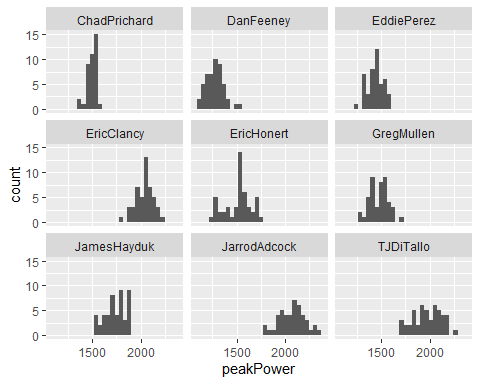 ChadPrichard DanFeeney EddiePerez
15
10
5
0
EricClancy EricHonert GregMullen
15
10
5
0
count
JamesHayduk JarrodAdcock TJDiTallo
15
10
5
0
1500 2000 1500 2000 1500 2000
peakPower